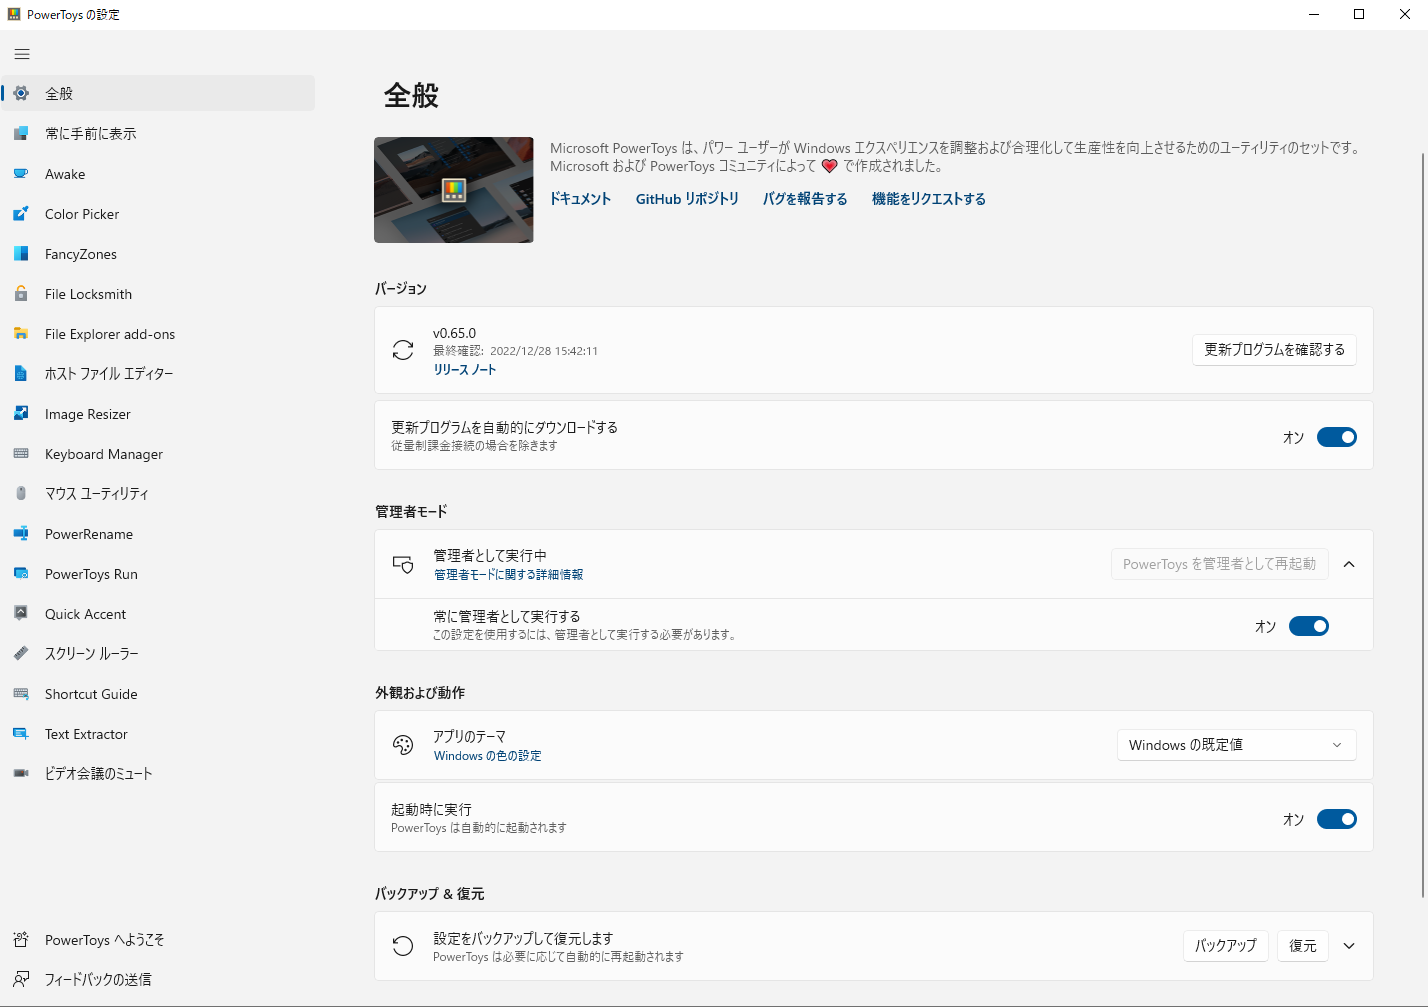 PowerToys の設定
全般
常に手前に表示
Awake
Color Picker
FancyZones
File Locksmith
File Explorer add-ons
ホスト ファイル エディター
Image Resizer
Keyboard Manager
マウス ユーティリティ
PowerRename
PowerToys Run
Quick Accent
スクリーン ルーラー
Shortcut Guide
Text Extractor
ビデオ会議のミュート
PowerToys へようこそ
フィードバックの送信
全般
Microsoft PowerToys は、パワー ユーザーが Windows エクスペリエンスを調整および合理化して生産性を向上させるためのユーティリティのセットです。
Microsoft および PowerToys コミュニティによって ❤ で作成されました。
ドキュメント GitHub リポジトリ バグを報告する 機能をリクエストする
バージョン
v0.65.0
最終確認: 2022/12/28 15:42:11
リリース ノート
更新プログラムを確認する
更新プログラムを自動的にダウンロードする
従量制課金接続の場合を除きます
オン
管理者モード
管理者として実行中
管理者モードに関する詳細情報
PowerToys を管理者として再起動
常に管理者として実行する
この設定を使用するには、管理者として実行する必要があります。
オン
外観および動作
アプリのテーマ
Windows の色の設定
Windows の既定値
起動時に実行
PowerToys は自動的に起動されます
オン
バックアップ & 復元
設定をバックアップして復元します
PowerToys は必要に応じて自動的に再起動されます
バックアップ 復元